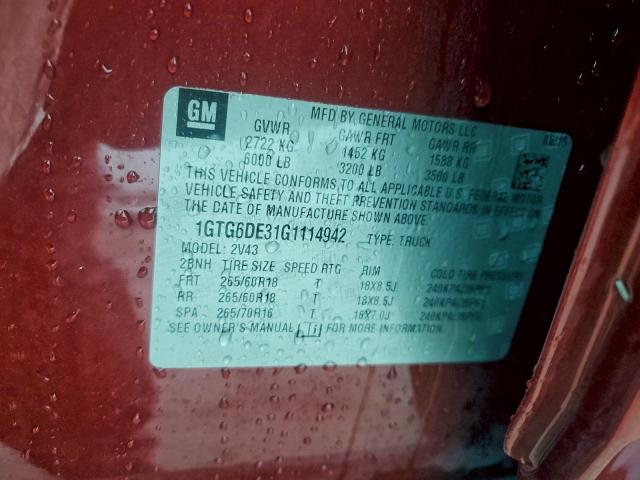 GM
MFD BY GENERAL MOTORS LLC
GVWR GAWR FRT GAWR RR
2722 KG 1452 KG 1588 KG
6000 LB 3200 LB 3500 LB
THIS VEHICLE CONFORMS TO ALL APPLICABLE U.S. FEDERAL MOTOR
VEHICLE SAFETY AND THEFT PREVENTION STANDARDS IN EFFECT ON
THE DATE OF MANUFACTURE SHOWN ABOVE.
1GTG6DE31G1114942 TYPE: TRUCK
MODEL: 2V43
2BNH TIRE SIZE SPEED RTG RIM COLD TIRE PRESSURE
FRT 265/60R18 T 18X8.5J
RR 265/60R18 T 18X8.5J
SPA 265/70R16 T 16X7.0J
SEE OWNER'S MANUAL FOR MORE INFORMATION.